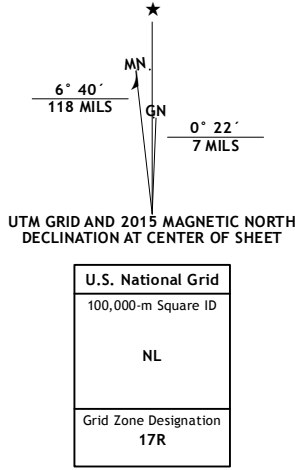 ★
MN
6° 40´
118 MILS
GN
0° 22´
7 MILS
UTM GRID AND 2015 MAGNETIC NORTH
DECLINATION AT CENTER OF SHEET
U.S. National Grid
100,000-m Square ID
NL
Grid Zone Designation
17R